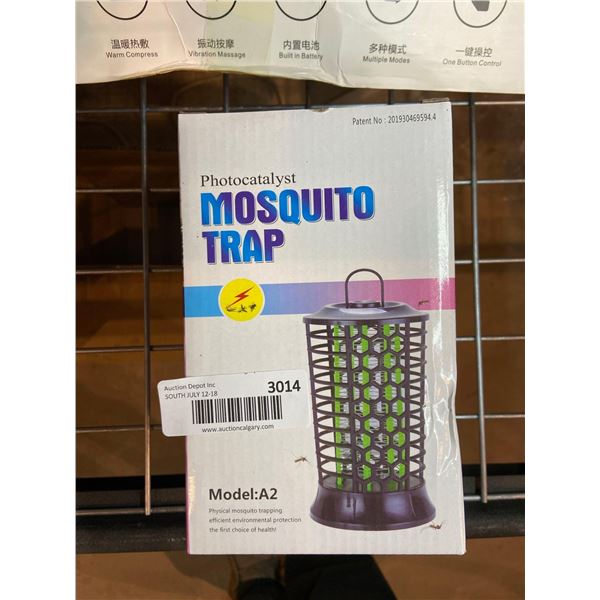 温暖热敷
Warm Compress
振动按摩
Vibration Massage
内置电池
Built in Battery
多种模式
Multiple Modes
一键操控
One Button Control
Patent No : 201930469594.4
Photocatalyst
MOSQUITO
TRAP
Auction Depot Inc
SOUTH JULY 12-18
3014
www.auctioncalgary.com
Model:A2
Physical mosquito trapping
efficient environmental protection
the first choice of health!